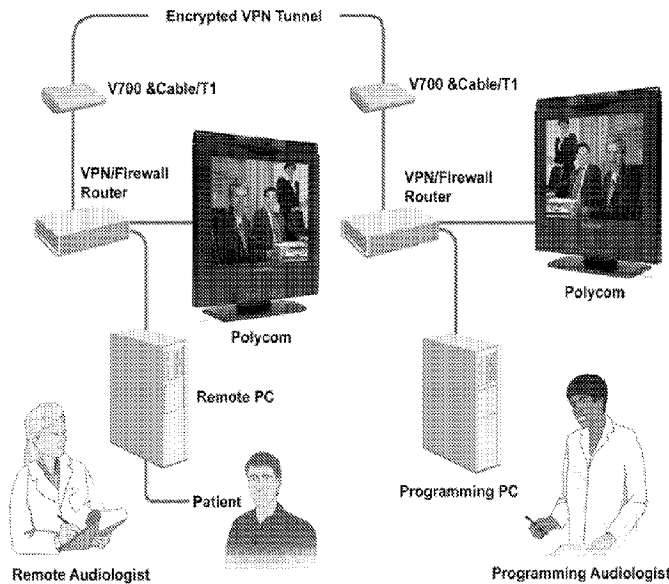 Encrypted VPN Tunnel
V700 &Cable/T1
V700 &Cable/T1
VPN/Firewall
Router
VPN/Firewall
Router
Polycom
Polycom
Remote PC
Patient
Programming PC
Remote Audiologist
Programming Audiologist